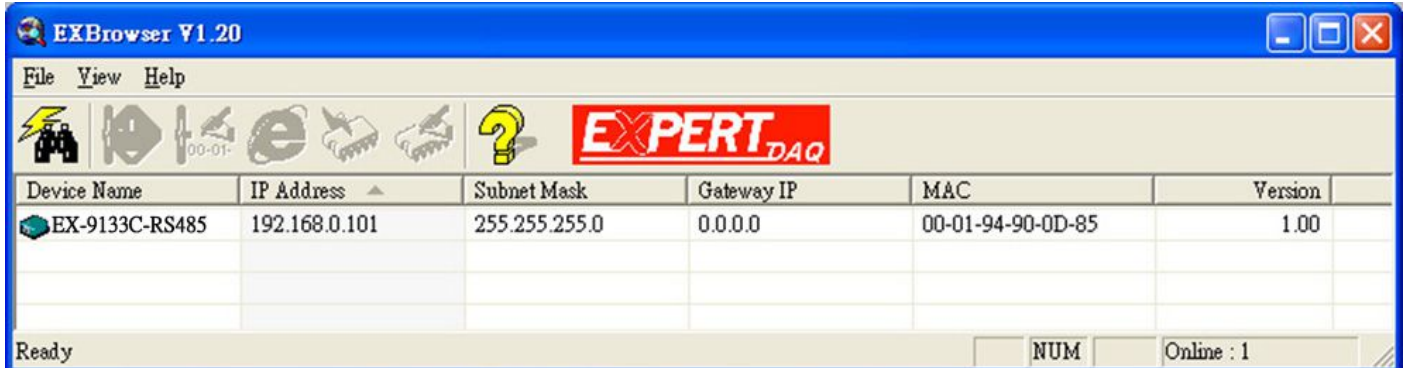 EXBrowser V1.20
File View Help
00-01-
EXPERT DAQ
Device Name IP Address Subnet Mask Gateway IP MAC Version
EX-9133C-RS485 192.168.0.101 255.255.255.0 0.0.0.0 00-01-94-90-0D-85 1.00
Ready NUM Online : 1